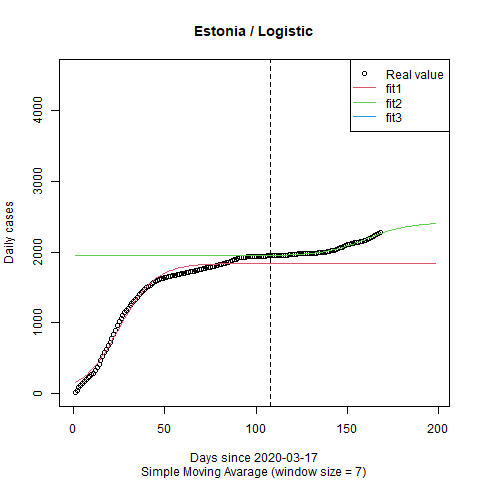 Estonia / Logistic
Real value
fit1
fit2
fit3
Daily cases
4000
3000
2000
1000
0
0 50 100 150 200
Days since 2020-03-17
Simple Moving Avarage (window size = 7)